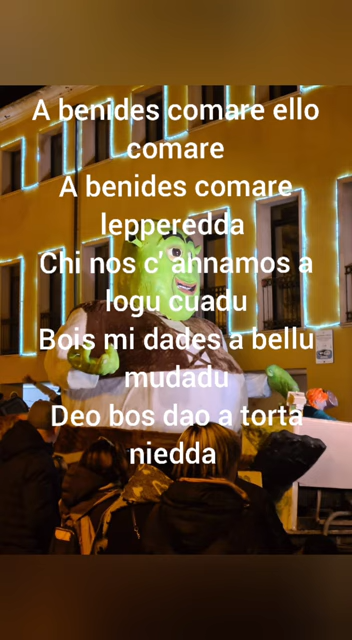 A benides comare ello
comare
A benides comare
lepperedda
Chi nos c' annamos a
logu cuadu
Bois mi dades a bellu
mudadu
Deo bos dao a torta
niedda